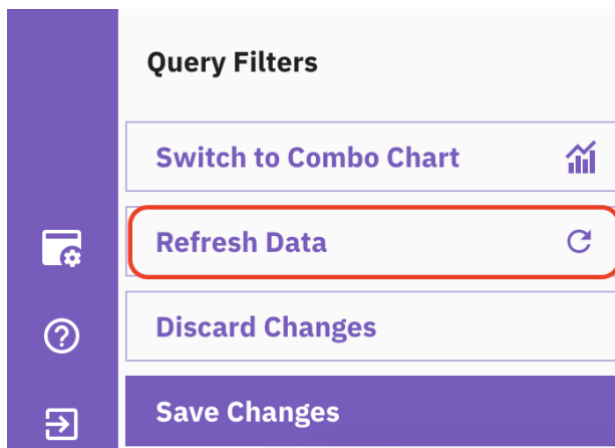 Query Filters
Switch to Combo Chart
Refresh Data
Discard Changes
Save Changes